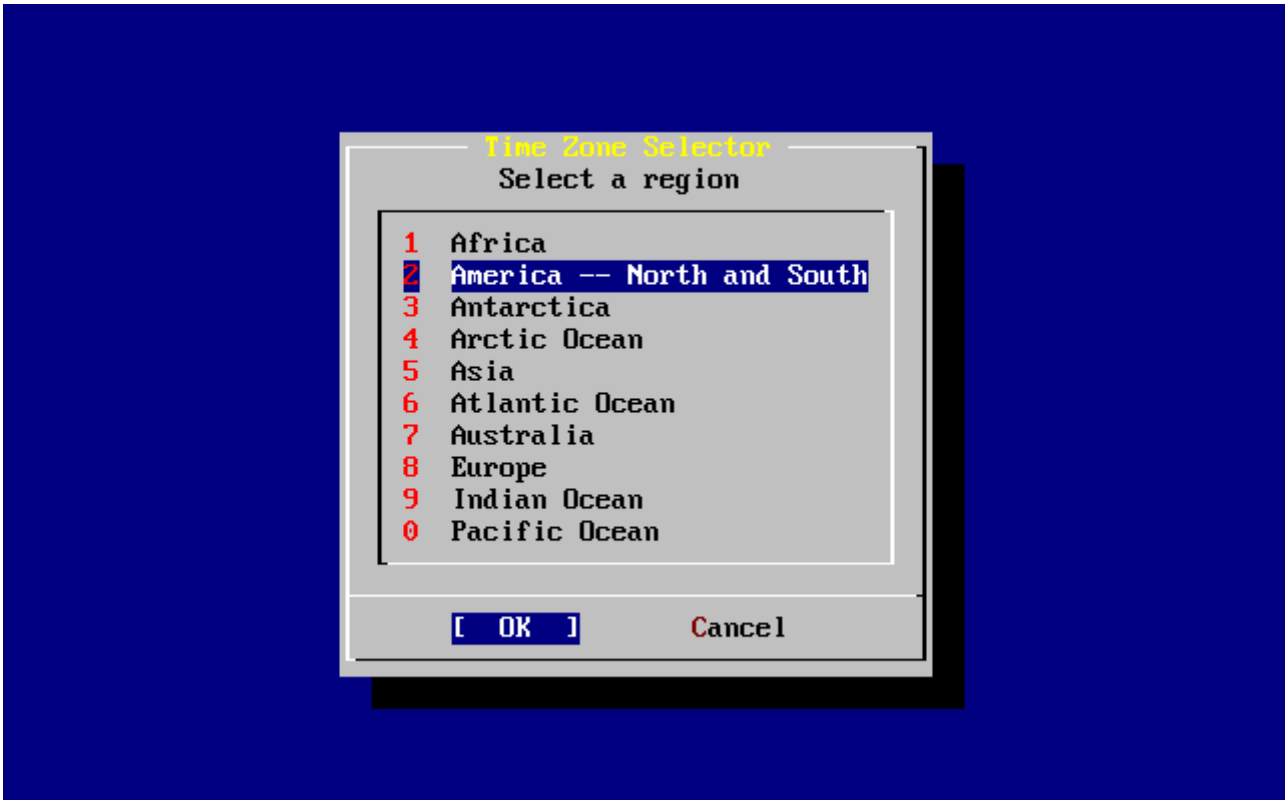 Time Zone Selector
Select a region
1 Africa
2 America -- North and South
3 Antarctica
4 Arctic Ocean
5 Asia
6 Atlantic Ocean
7 Australia
8 Europe
9 Indian Ocean
0 Pacific Ocean
[ OK ] Cancel